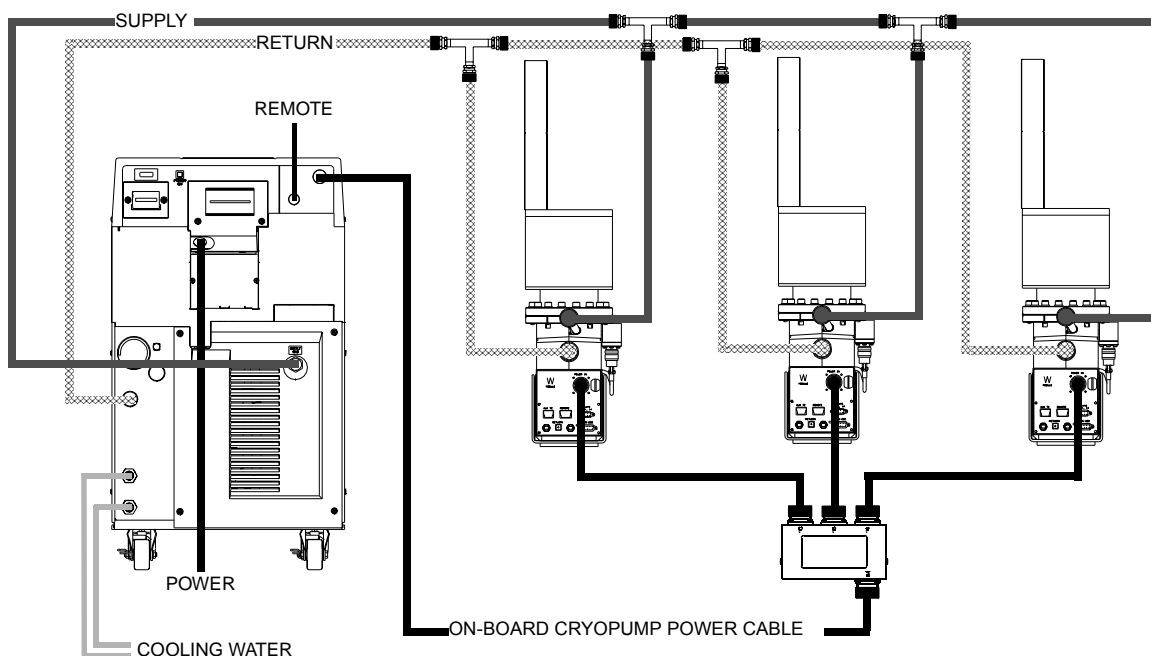 SUPPLY
RETURN
REMOTE
POWER
ON-BOARD CRYOPUMP POWER CABLE
COOLING WATER